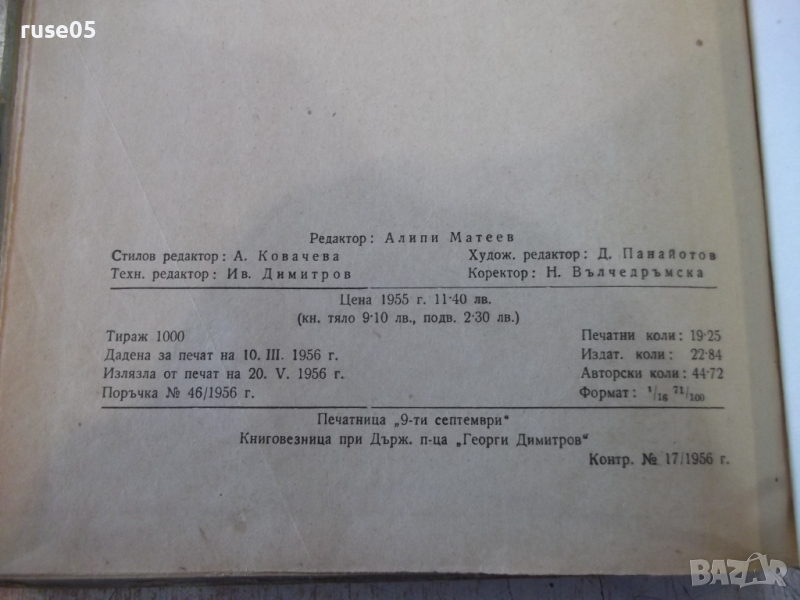 ruse05
Редактор: Алипи Матеев
Стилов редактор: А. Ковачева Худож. редактор: Д. Панайотов
Техн. редактор: Ив. Димитров Коректор: Н. Вълчедръмска
Цена 1955 г. 11·40 лв.
(кн. тяло 9·10 лв., подв. 2·30 лв.)
Тираж 1000 Печатни коли: 19·25
Дадена за печат на 10. III. 1956 г. Издат. коли: 22·84
Излязла от печат на 20. V. 1956 г. Авторски коли: 44·72
Поръчка № 46/1956 г. Формат: 1/16 71/100
Печатница „9-ти септември“
Книговезница при Държ. п-ца „Георги Димитров“
Контр. № 17/1956 г.
BAZAR